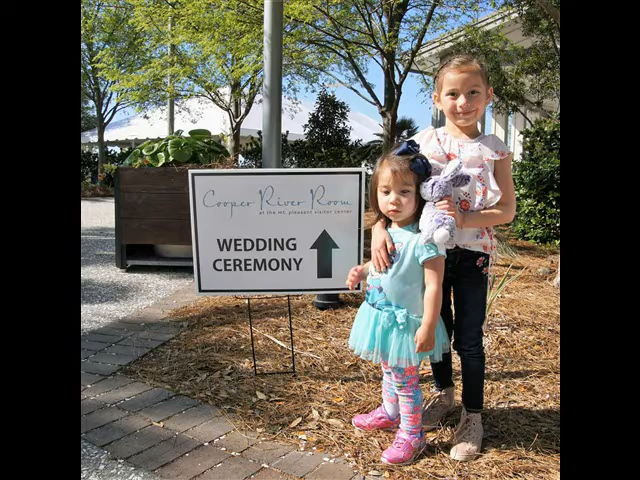 Cooper River Room
at the mt. pleasant visitor center
WEDDING
CEREMONY